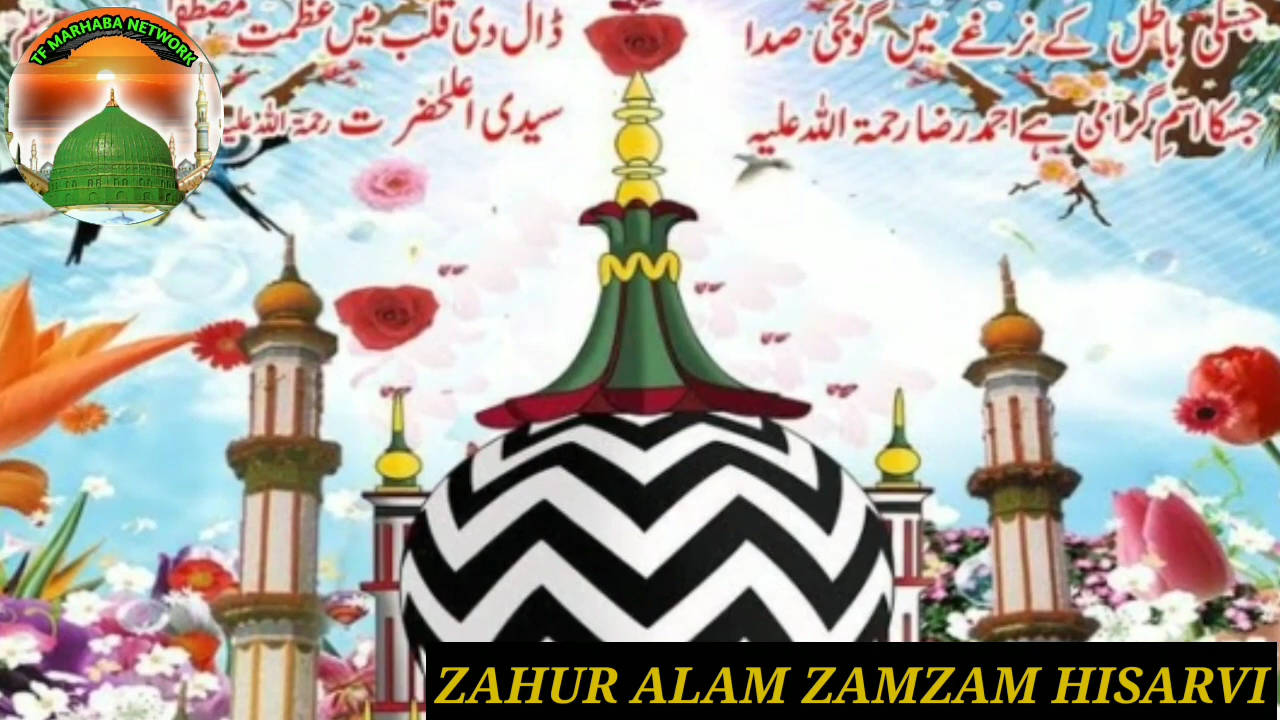 TF MARHABA NETWORK
جسکی باطل کے نرغے میں گونجی صدا
ڈال دی قلب میں عظمت مصطفےٰ
جسکا اسمِ گرامی ہے احمد رضا رحمۃ اللہ علیہ
سیدی اعلحضرت رحمۃ اللہ علیہ
ZAHUR ALAM ZAMZAM HISARVI